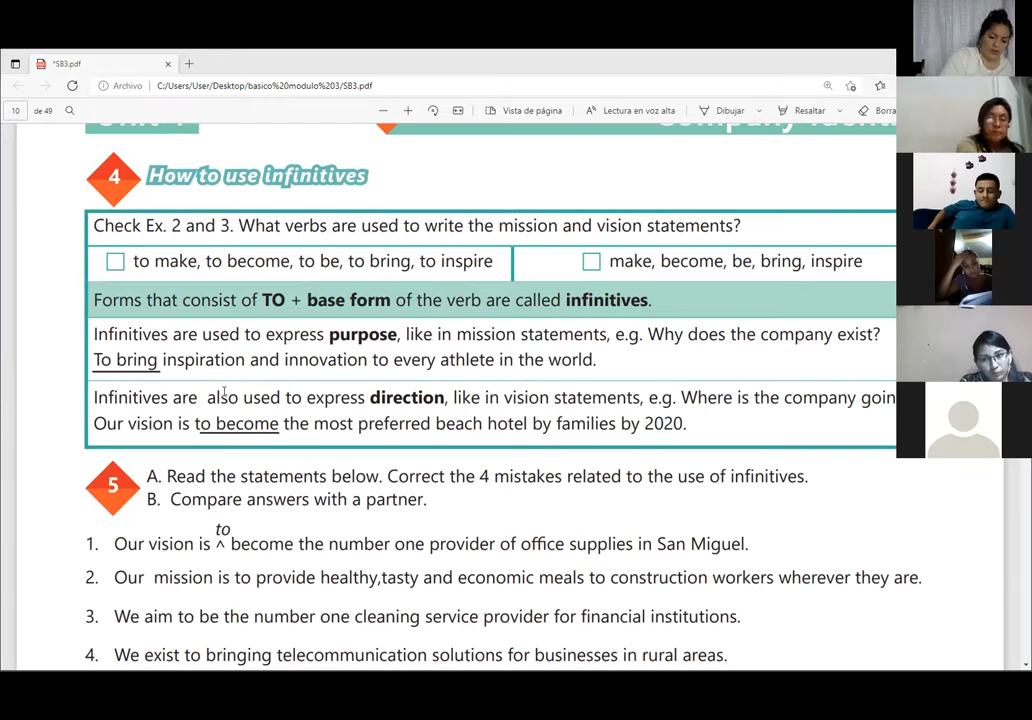 *SB3.pdf
Archivo C:/Users/User/Desktop/basico%20modulo%203/SB3.pdf
10 de 49 Vista de página Lectura en voz alta Dibujar Resaltar Borra
4 How to use infinitives
Check Ex. 2 and 3. What verbs are used to write the mission and vision statements?
to make, to become, to be, to bring, to inspire make, become, be, bring, inspire
Forms that consist of TO + base form of the verb are called infinitives.
Infinitives are used to express purpose, like in mission statements, e.g. Why does the company exist?
To bring inspiration and innovation to every athlete in the world.
Infinitives are also used to express direction, like in vision statements, e.g. Where is the company goin
Our vision is to become the most preferred beach hotel by families by 2020.
5 A. Read the statements below. Correct the 4 mistakes related to the use of infinitives.
B. Compare answers with a partner.
to
1. Our vision is ^ become the number one provider of office supplies in San Miguel.
2. Our mission is to provide healthy,tasty and economic meals to construction workers wherever they are.
3. We aim to be the number one cleaning service provider for financial institutions.
4. We exist to bringing telecommunication solutions for businesses in rural areas.